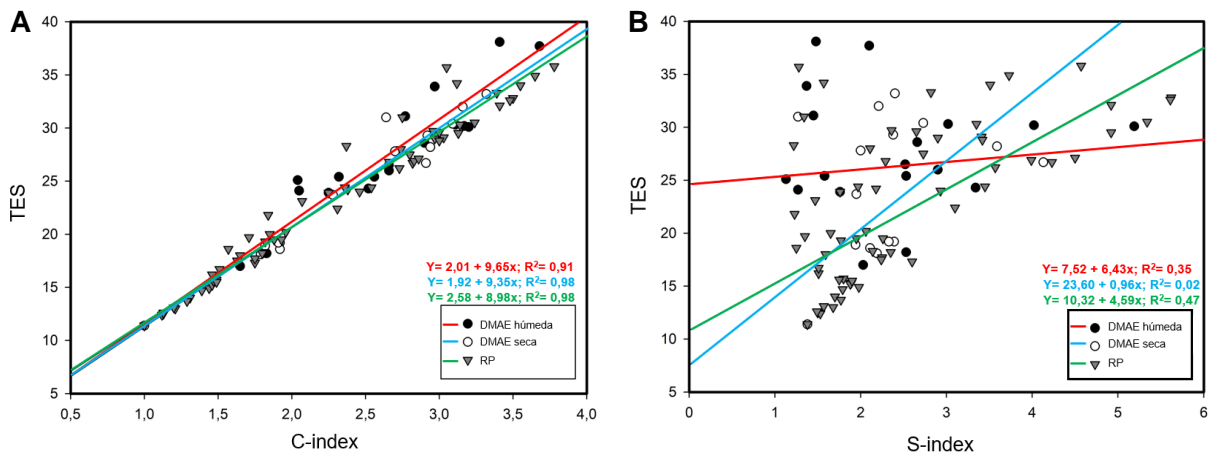 A
40
35
30
25
20
15
10
5
TES
0,5 1,0 1,5 2,0 2,5 3,0 3,5 4,0
C-index
Y= 2,01 + 9,65x; R²= 0,91
Y= 1,92 + 9,35x; R²= 0,98
Y= 2,58 + 8,98x; R²= 0,98
DMAE húmeda
DMAE seca
RP
B
40
35
30
25
20
15
10
5
TES
0 1 2 3 4 5 6
S-index
Y= 7,52 + 6,43x; R²= 0,35
Y= 23,60 + 0,96x; R²= 0,02
Y= 10,32 + 4,59x; R²= 0,47
DMAE húmeda
DMAE seca
RP